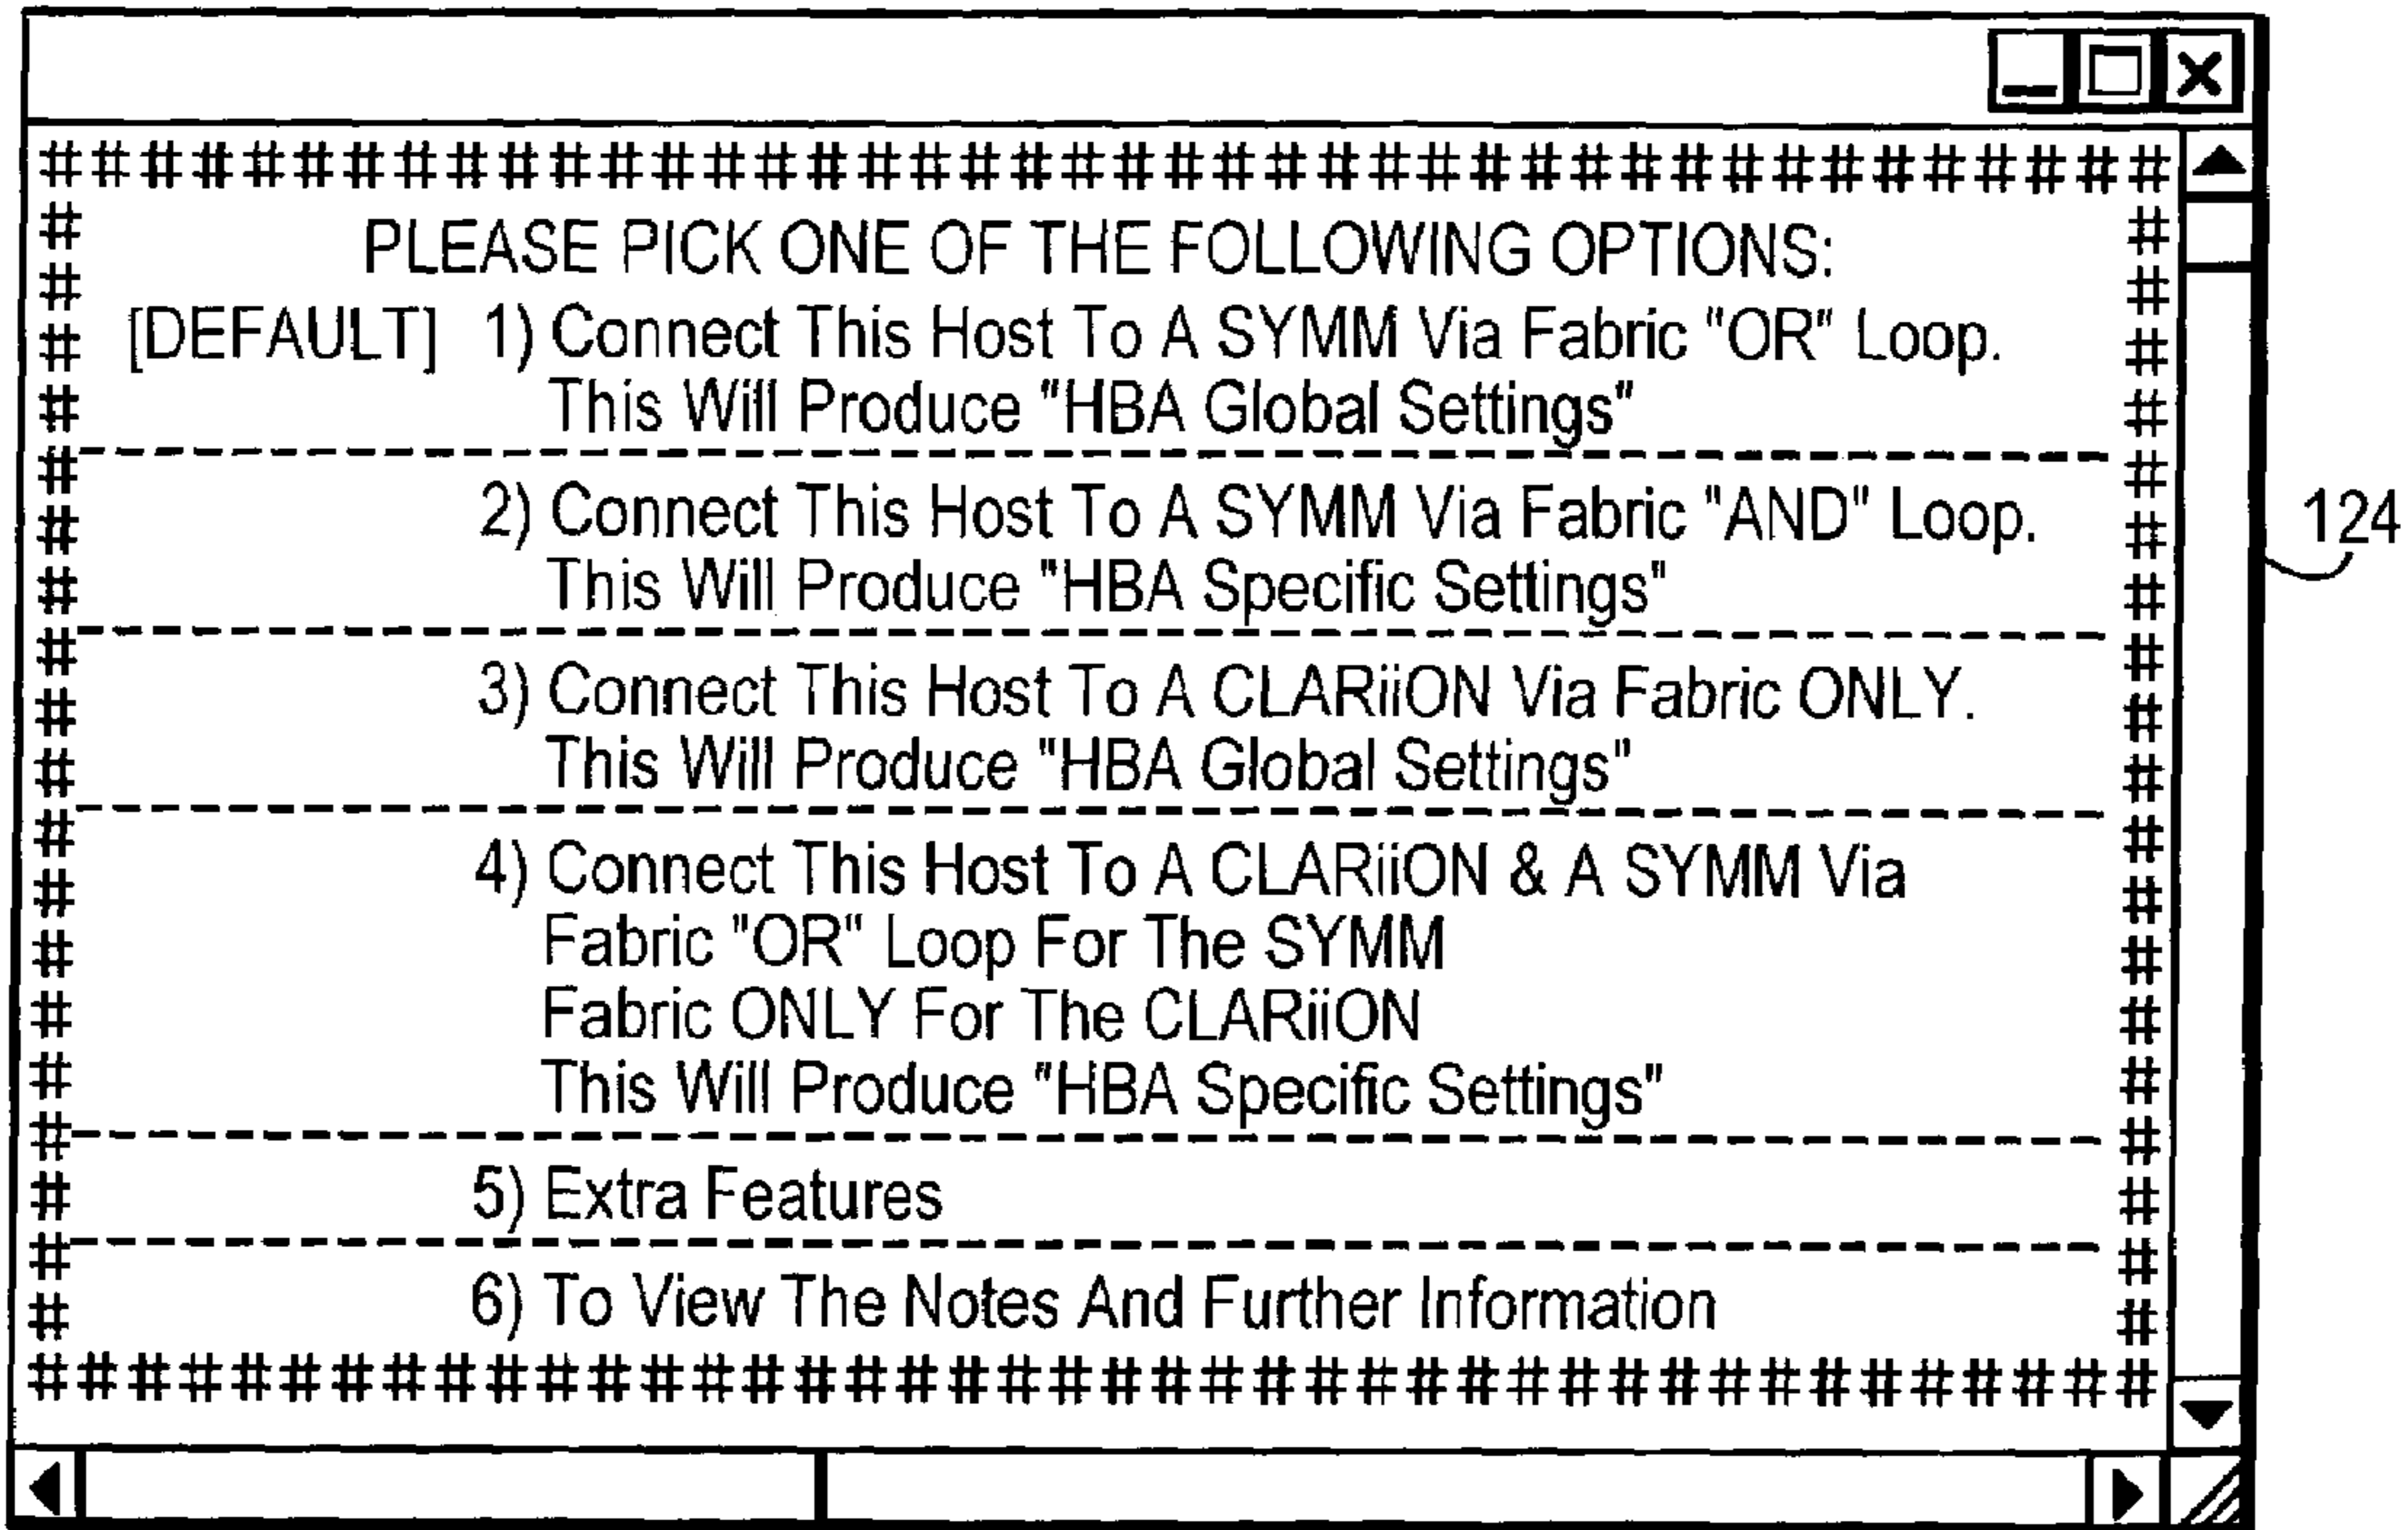 # # # # # # # # # # # # # # # # # # # # # # # # # # # # # # # # # # # # # # # # # #
# PLEASE PICK ONE OF THE FOLLOWING OPTIONS: #
# [DEFAULT] 1) Connect This Host To A SYMM Via Fabric "OR" Loop. #
# This Will Produce "HBA Global Settings" #
# ---------------------------------------- #
# 2) Connect This Host To A SYMM Via Fabric "AND" Loop. #
# This Will Produce "HBA Specific Settings" #
# ---------------------------------------- #
# 3) Connect This Host To A CLARiiON Via Fabric ONLY. #
# This Will Produce "HBA Global Settings" #
# ---------------------------------------- #
# 4) Connect This Host To A CLARiiON & A SYMM Via #
# Fabric "OR" Loop For The SYMM #
# Fabric ONLY For The CLARiiON #
# This Will Produce "HBA Specific Settings" #
# ---------------------------------------- #
# 5) Extra Features #
# ---------------------------------------- #
# 6) To View The Notes And Further Information #
# # # # # # # # # # # # # # # # # # # # # # # # # # # # # # # # # # # # # # # # # #
124